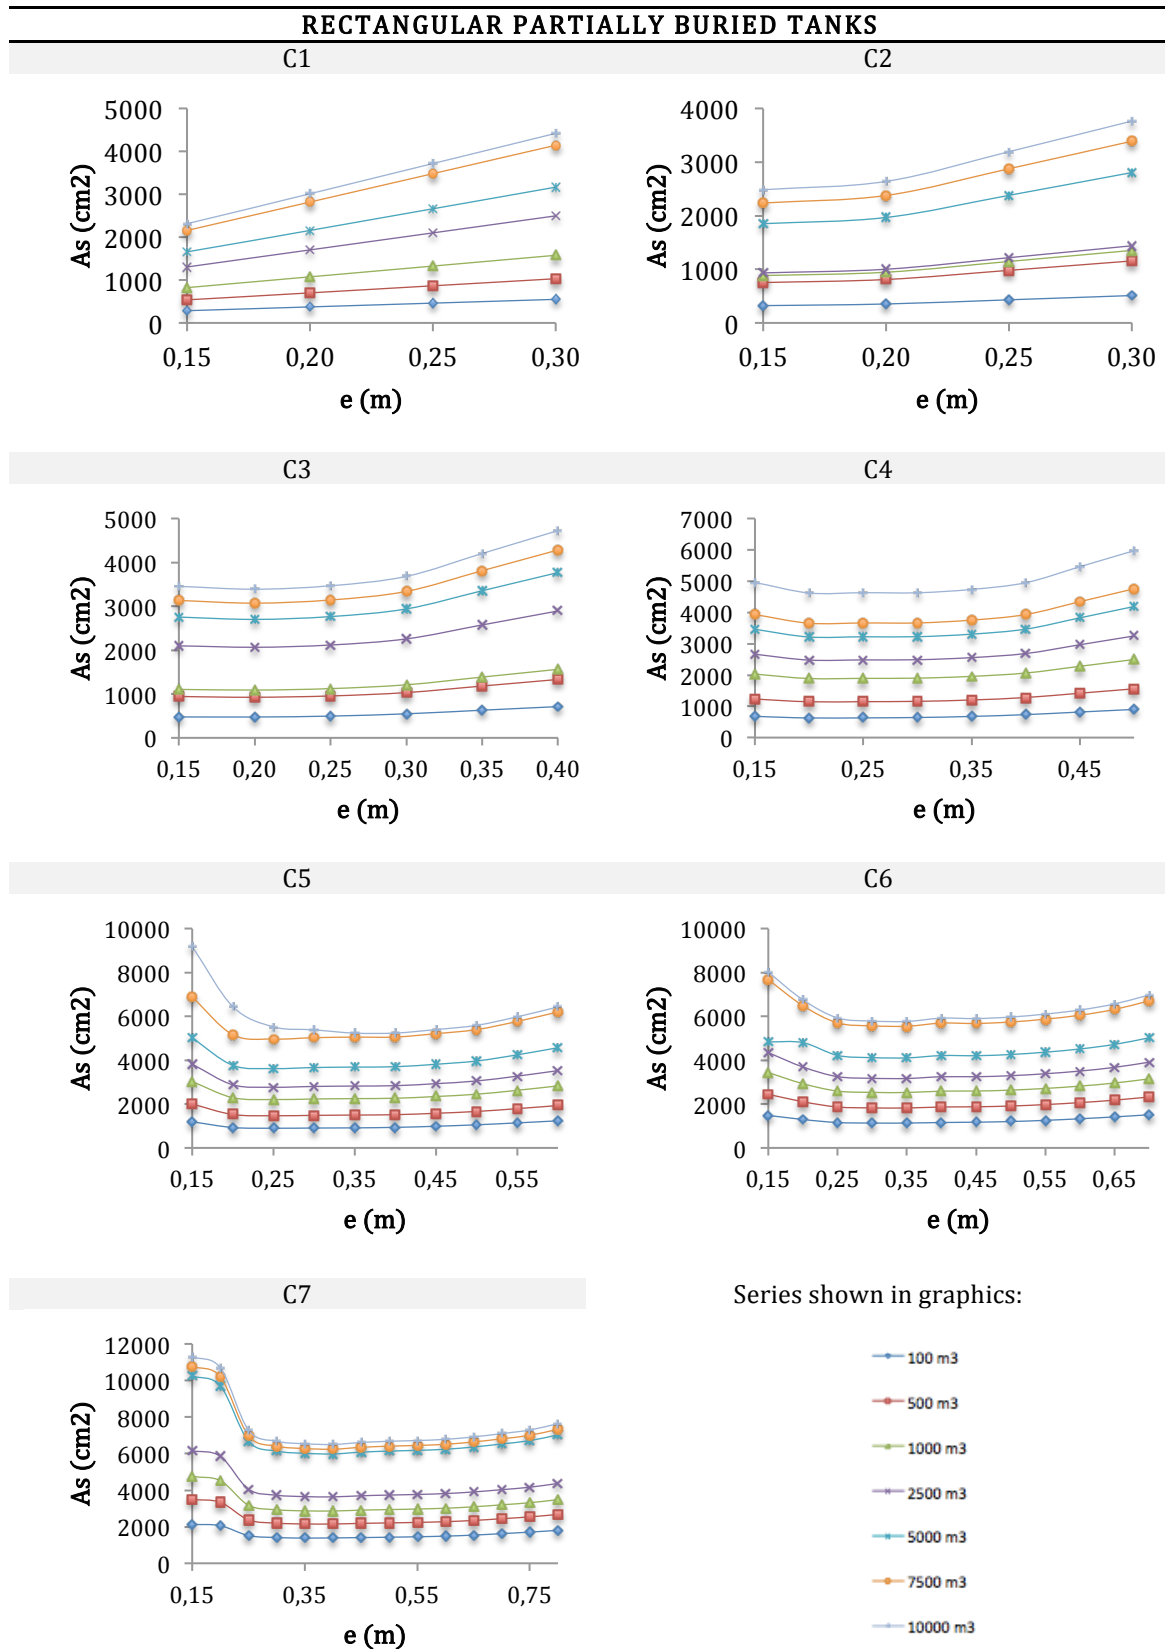 RECTANGULAR PARTIALLY BURIED TANKS
C1
C2
5000
4000
3000
2000
1000
0
As (cm2)
0,15 0,20 0,25 0,30
e (m)
4000
3000
2000
1000
0
As (cm2)
0,15 0,20 0,25 0,30
e (m)
C3
C4
5000
4000
3000
2000
1000
0
As (cm2)
0,15 0,20 0,25 0,30 0,35 0,40
e (m)
7000
6000
5000
4000
3000
2000
1000
0
As (cm2)
0,15 0,25 0,35 0,45
e (m)
C5
C6
10000
8000
6000
4000
2000
0
As (cm2)
0,15 0,25 0,35 0,45 0,55
e (m)
10000
8000
6000
4000
2000
0
As (cm2)
0,15 0,25 0,35 0,45 0,55 0,65
e (m)
C7
12000
10000
8000
6000
4000
2000
0
As (cm2)
0,15 0,35 0,55 0,75
e (m)
Series shown in graphics:
100 m3
500 m3
1000 m3
2500 m3
5000 m3
7500 m3
10000 m3